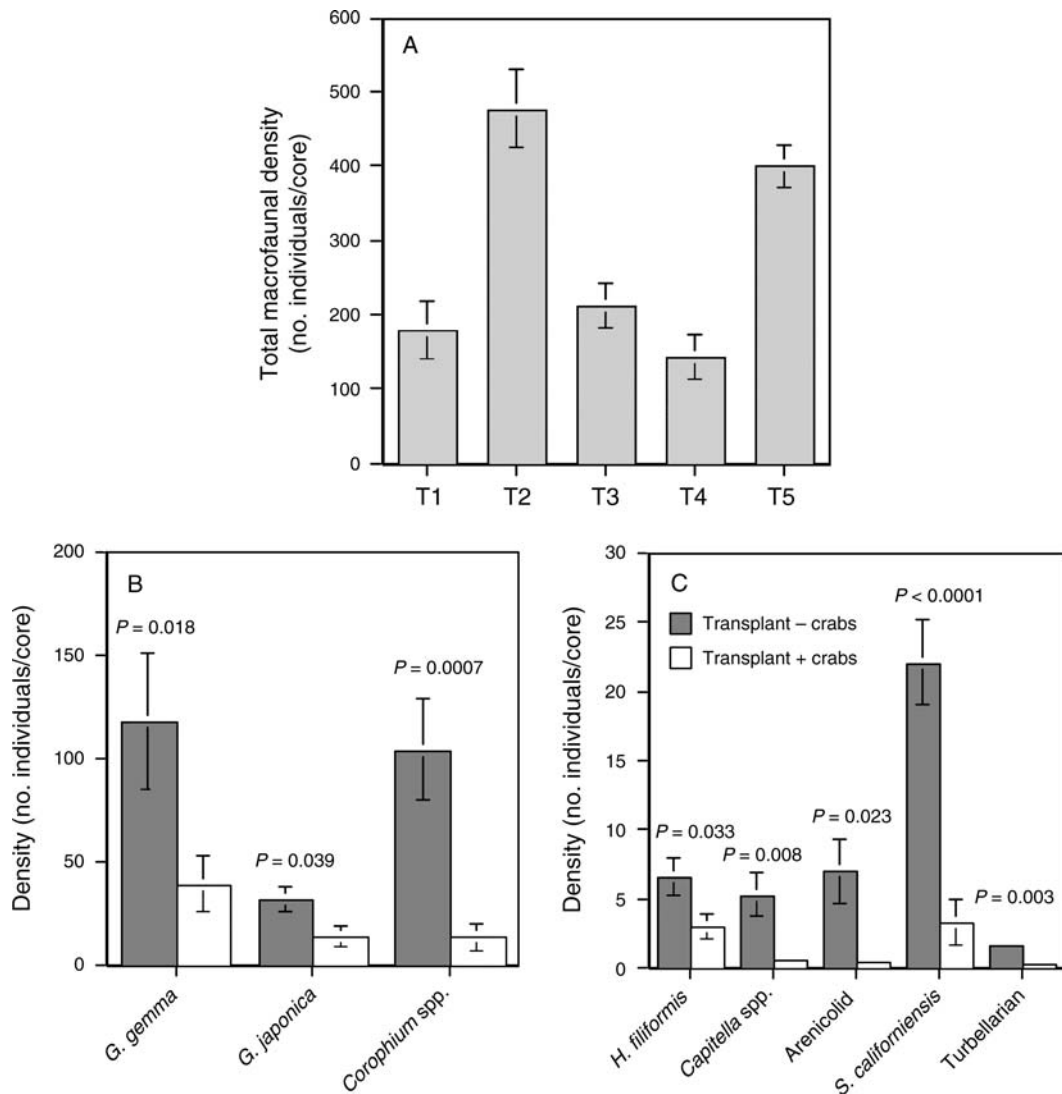 A
Total macrofaunal density
(no. individuals/core)
600
500
400
300
200
100
0
T1 T2 T3 T4 T5
B
Density (no. individuals/core)
200
150
100
50
0
P = 0.018
P = 0.039
P = 0.0007
G. gemma
G. japonica
Corophium spp.
C
Density (no. individuals/core)
30
25
20
15
10
5
0
Transplant – crabs
Transplant + crabs
P = 0.033
P = 0.008
P = 0.023
P < 0.0001
P = 0.003
H. filiformis
Capitella spp.
Arenicolid
S. californiensis
Turbellarian